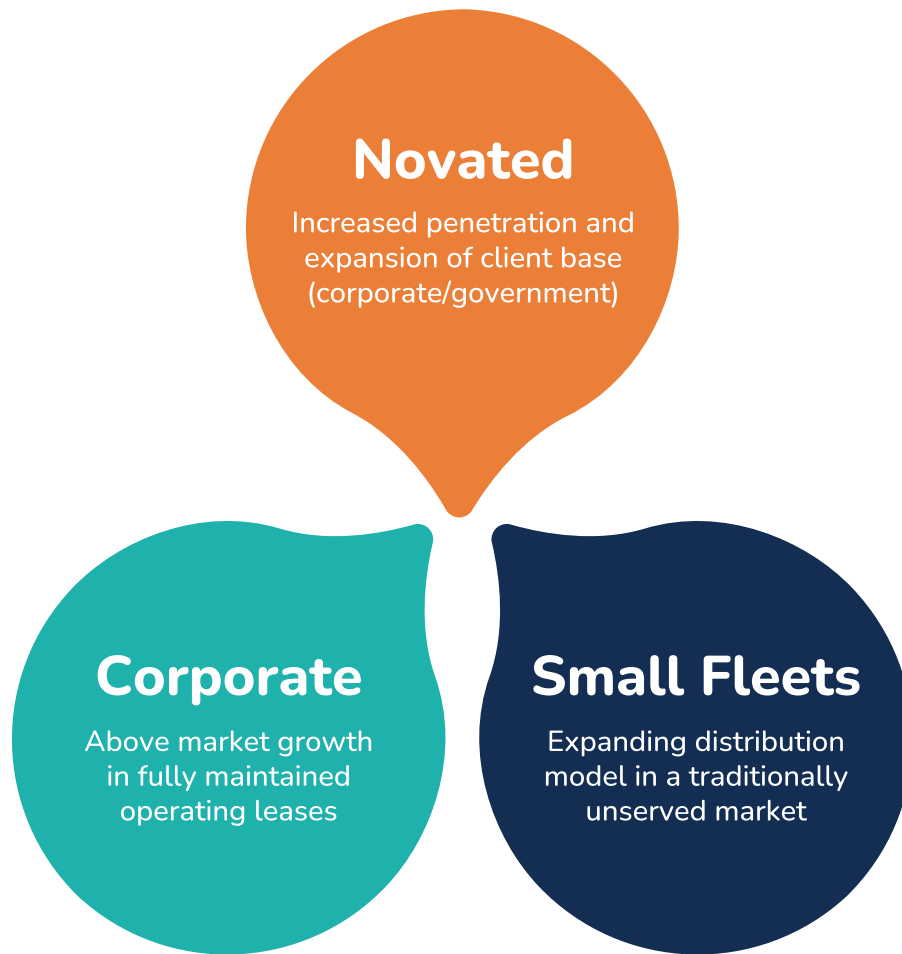 Novated
Increased penetration and
expansion of client base
(corporate/government)
Corporate
Above market growth
in fully maintained
operating leases
Small Fleets
Expanding distribution
model in a traditionally
unserved market